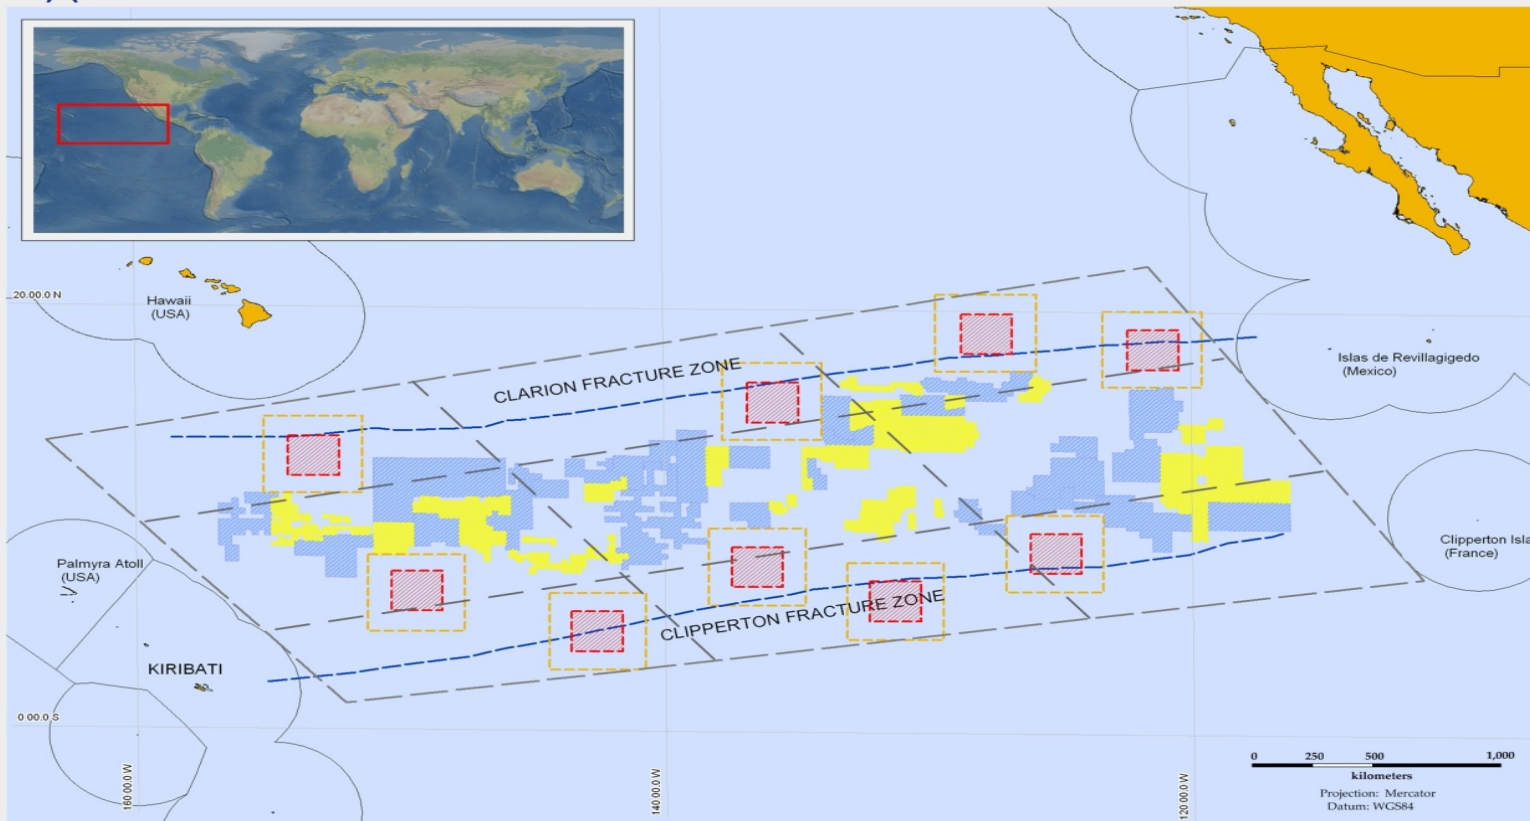 20 00.0 N
Hawaii
(USA)
CLARION FRACTURE ZONE
Islas de Revillagigedo
(Mexico)
Palmyra Atoll
(USA)
Clipperton Isla
(France)
CLIPPERTON FRACTURE ZONE
KIRIBATI
0 00.0 S
160 00.0 W
140 00.0 W
120 00.0 W
0 250 500 1,000
kilometers
Projection: Mercator
Datum: WGS84